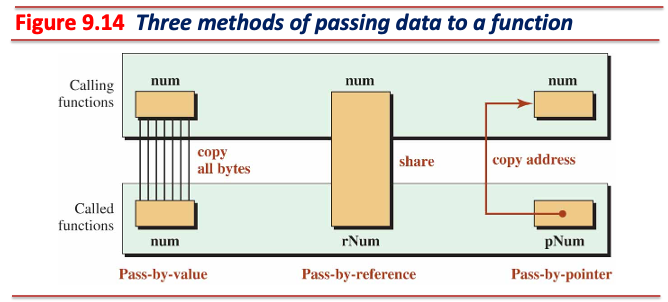 Figure 9.14 Three methods of passing data to a function
num num num
Calling
functions
copy
all bytes
share
copy address
Called
functions
num rNum pNum
Pass-by-value Pass-by-reference Pass-by-pointer